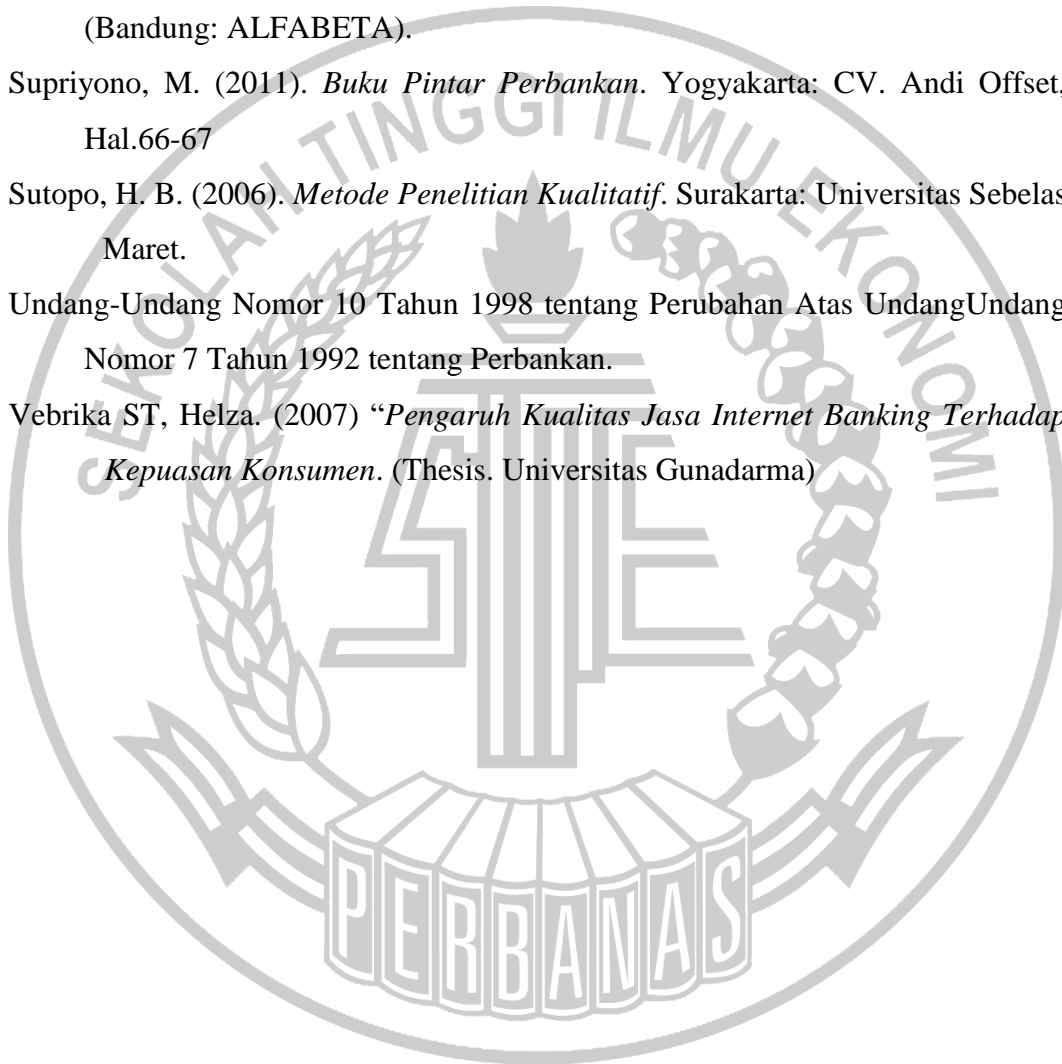 (Bandung: ALFABETA).
Supriyono, M. (2011). Buku Pintar Perbankan. Yogyakarta: CV. Andi Offset,
Hal.66-67
Sutopo, H. B. (2006). Metode Penelitian Kualitatif. Surakarta: Universitas Sebelas
Maret.
Undang-Undang Nomor 10 Tahun 1998 tentang Perubahan Atas UndangUndang
Nomor 7 Tahun 1992 tentang Perbankan.
Vebrika ST, Helza. (2007) “Pengaruh Kualitas Jasa Internet Banking Terhadap
Kepuasan Konsumen. (Thesis. Universitas Gunadarma)
SEKOLAH TINGGI ILMU EKONOMI
STIE
PERBANAS